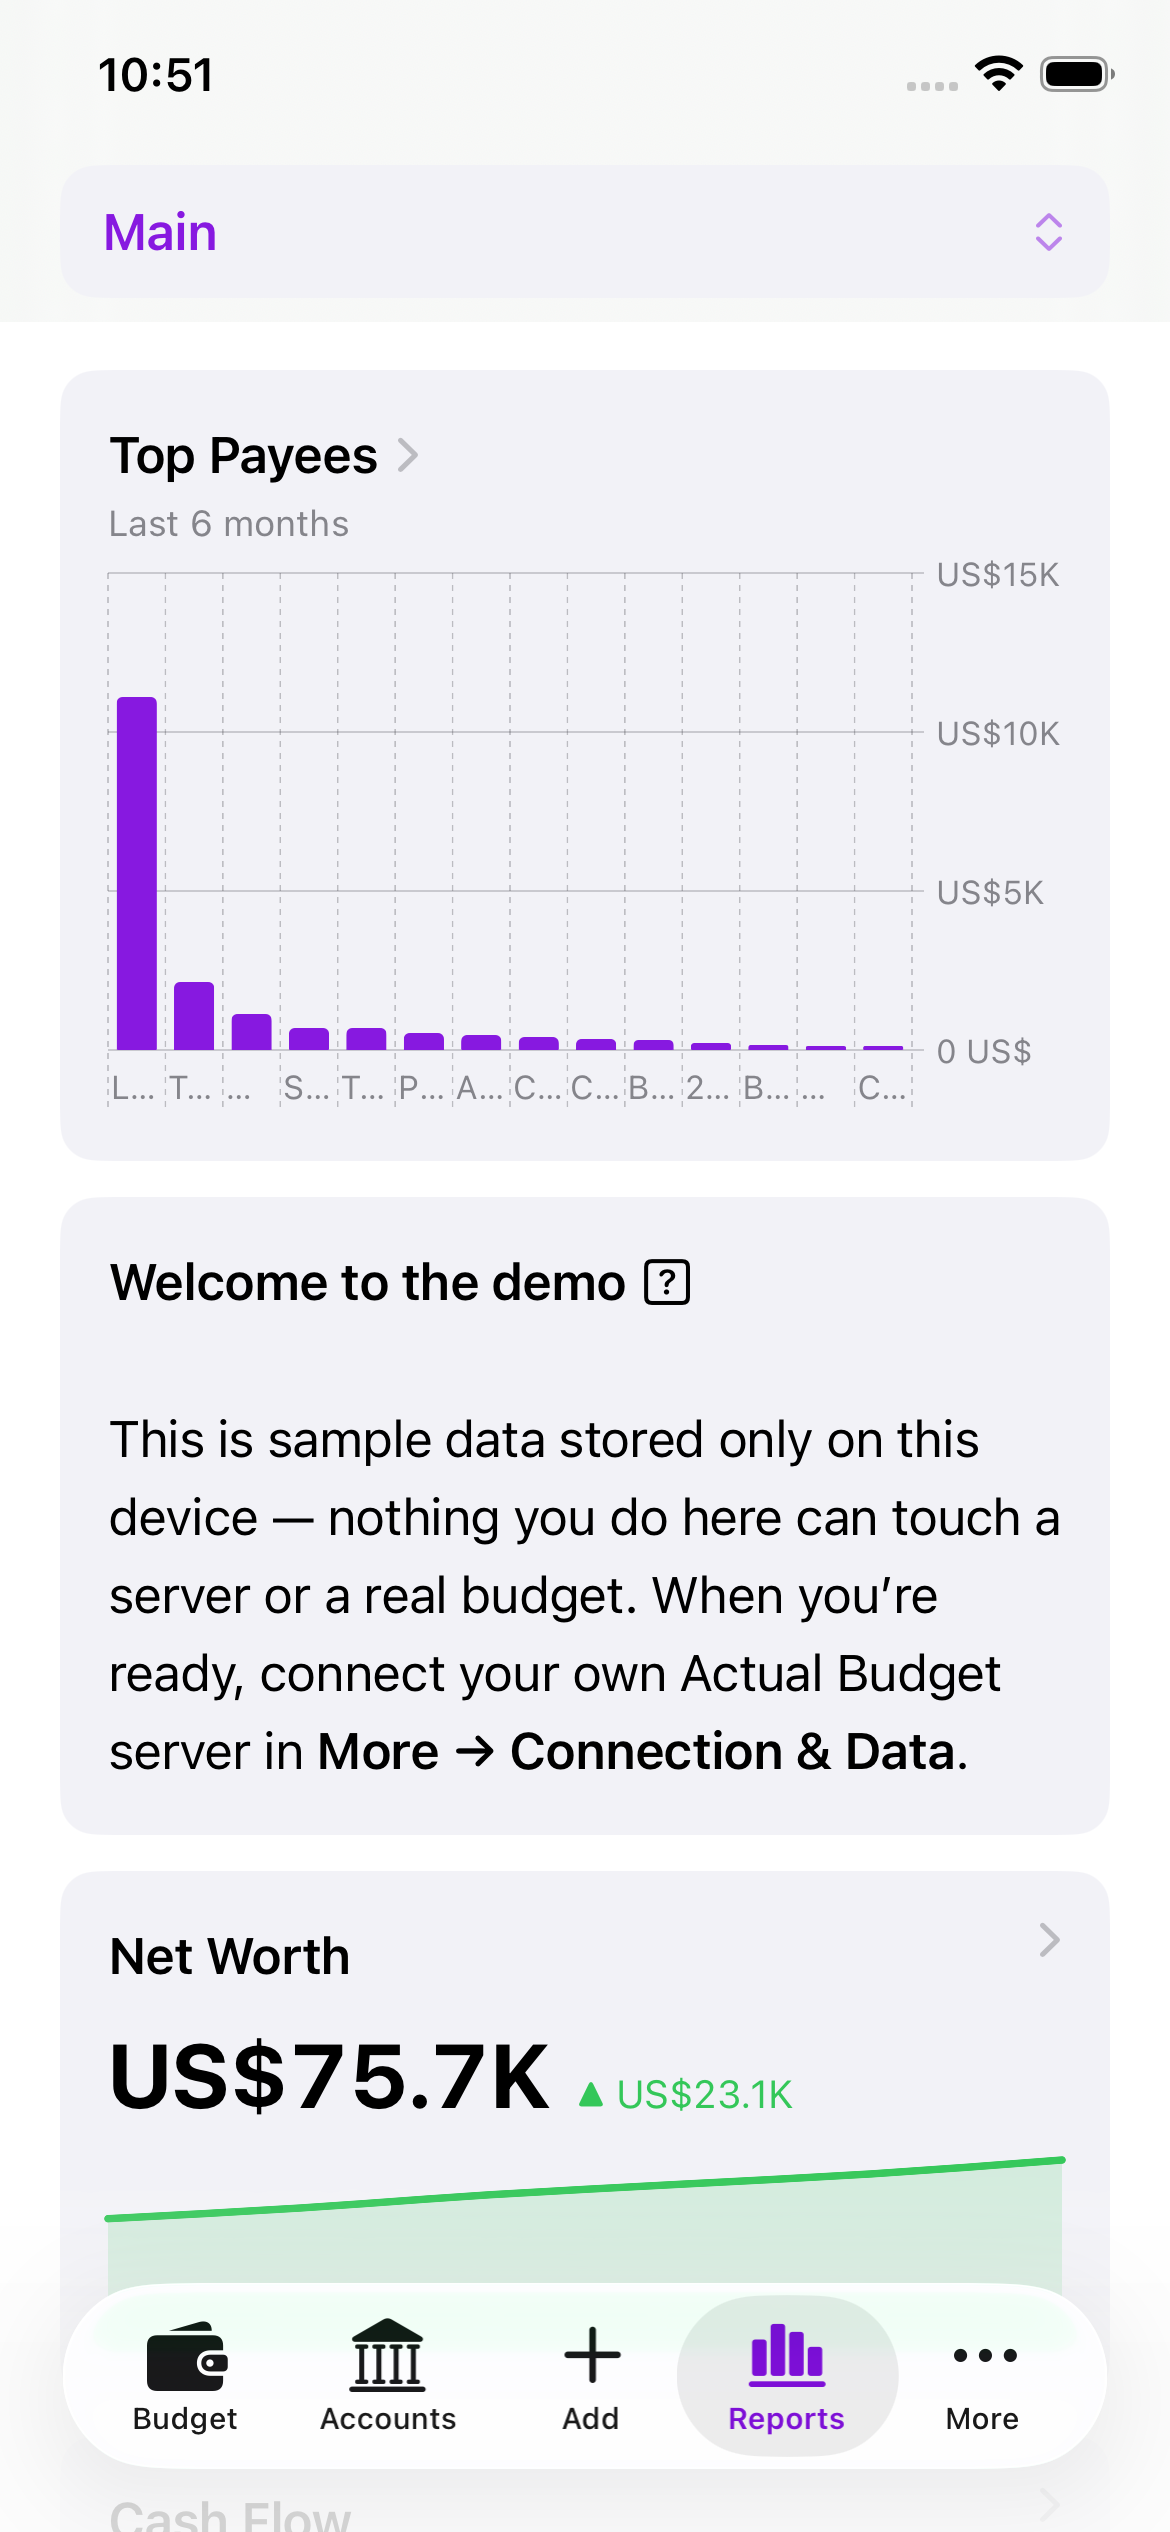 10:51
Main
Top Payees
Last 6 months
US$15K
US$10K
US$5K
0 US$
L... T... ... S... T... P... A... C... C... B... 2... B... ... C...
Welcome to the demo ?
This is sample data stored only on this
device — nothing you do here can touch a
server or a real budget. When you’re
ready, connect your own Actual Budget
server in More → Connection & Data.
Net Worth
US$75.7K ▲ US$23.1K
Budget Accounts Add Reports More
Cash Flow